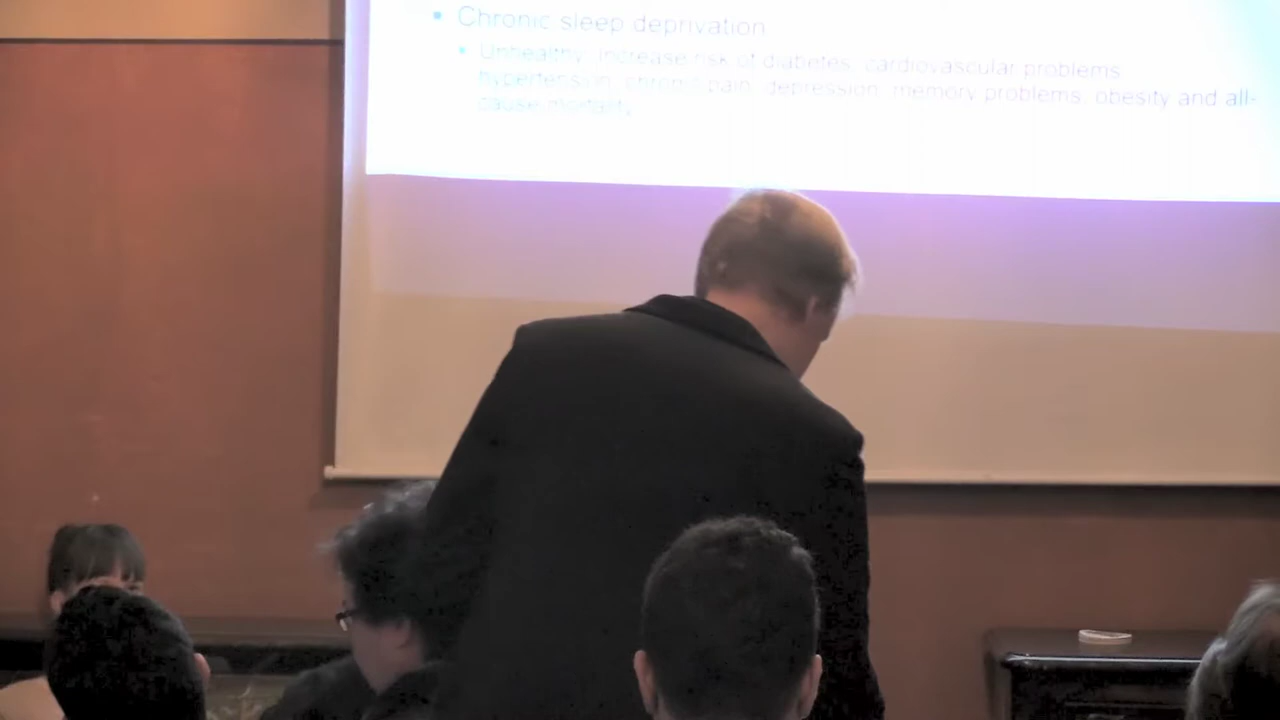 Chronic sleep deprivation
Unhealthy: increase risk of diabetes, cardiovascular problems,
hypertension, chronic pain, depression, memory problems, obesity and all-
cause mortality